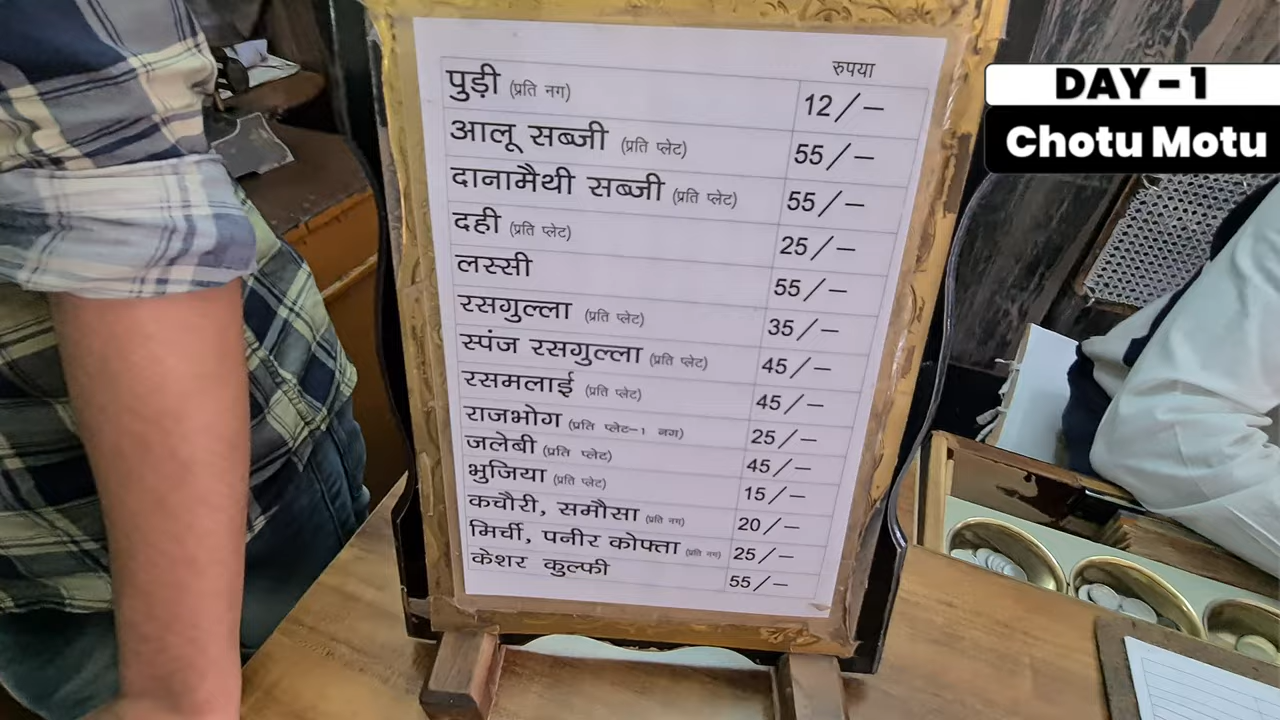 रुपया
पुड़ी (प्रति नग) 12/–
आलू सब्जी (प्रति प्लेट) 55/–
दानामैथी सब्जी (प्रति प्लेट) 55/–
दही (प्रति प्लेट) 25/–
लस्सी 55/–
रसगुल्ला (प्रति प्लेट) 35/–
स्पंज रसगुल्ला (प्रति प्लेट) 45/–
रसमलाई (प्रति प्लेट) 45/–
राजभोग (प्रति प्लेट-1 नग) 25/–
जलेबी (प्रति प्लेट) 45/–
भुजिया (प्रति प्लेट) 15/–
कचौरी, समौसा (प्रति नग) 20/–
मिर्ची, पनीर कोफ्ता (प्रति नग) 25/–
केशर कुल्फी 55/–
DAY - 1
Chotu Motu